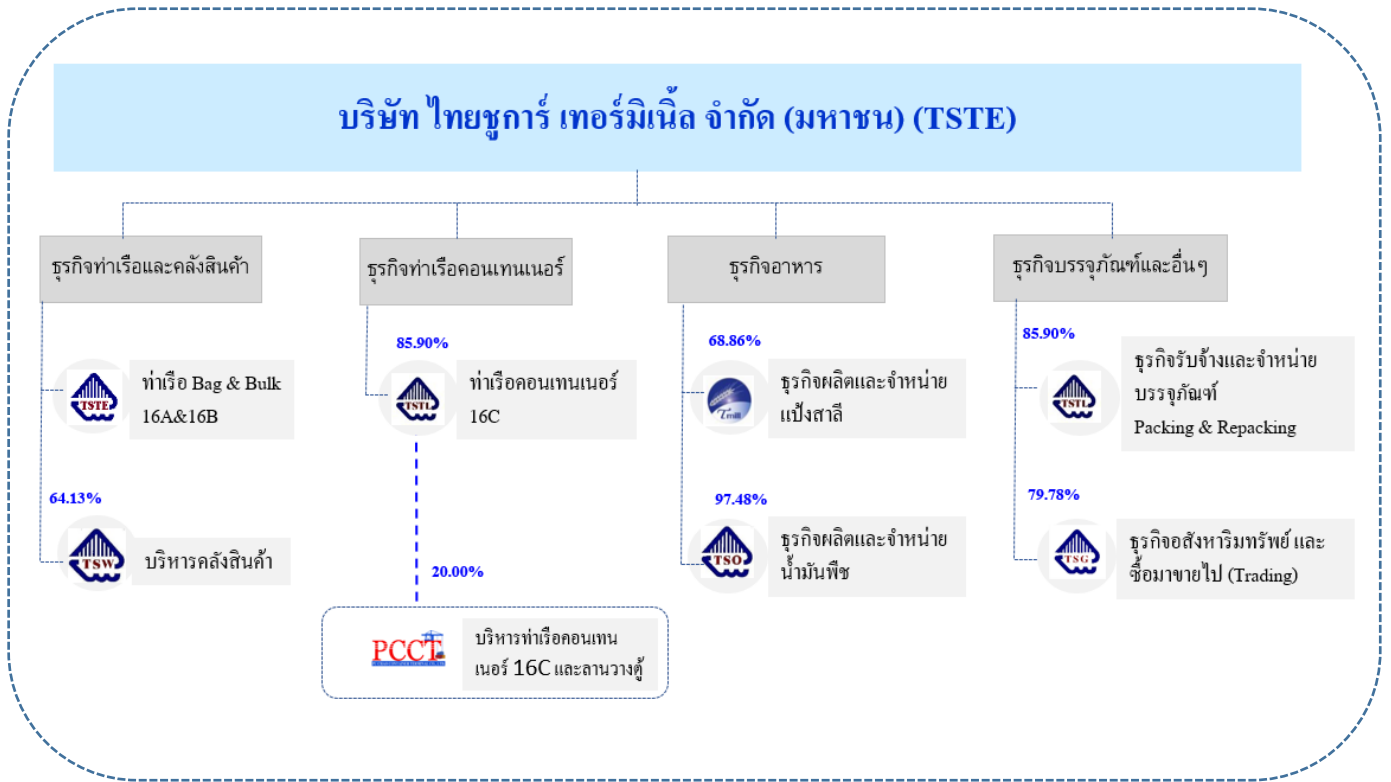 บริษัท ไทยชูการ์ เทอร์มิเนิ้ล จำกัด (มหาชน) (TSTE)
ธุรกิจท่าเรือและคลังสินค้า
ธุรกิจท่าเรือคอนเทนเนอร์
ธุรกิจอาหาร
ธุรกิจบรรจุภัณฑ์และอื่นๆ
TSTE
ท่าเรือ Bag & Bulk
16A&16B
64.13%
TSW
บริหารคลังสินค้า
85.90%
TSTL
ท่าเรือคอนเทนเนอร์
16C
20.00%
PCCT
บริหารท่าเรือคอนเทน
เนอร์ 16C และลานวางตู้
68.86%
Tmill
ธุรกิจผลิตและจำหน่าย
แป้งสาลี
97.48%
TSO
ธุรกิจผลิตและจำหน่าย
น้ำมันพืช
85.90%
TSTL
ธุรกิจรับจ้างและจำหน่าย
บรรจุภัณฑ์
Packing & Repacking
79.78%
TSG
ธุรกิจอสังหาริมทรัพย์ และ
ซื้อมาขายไป (Trading)